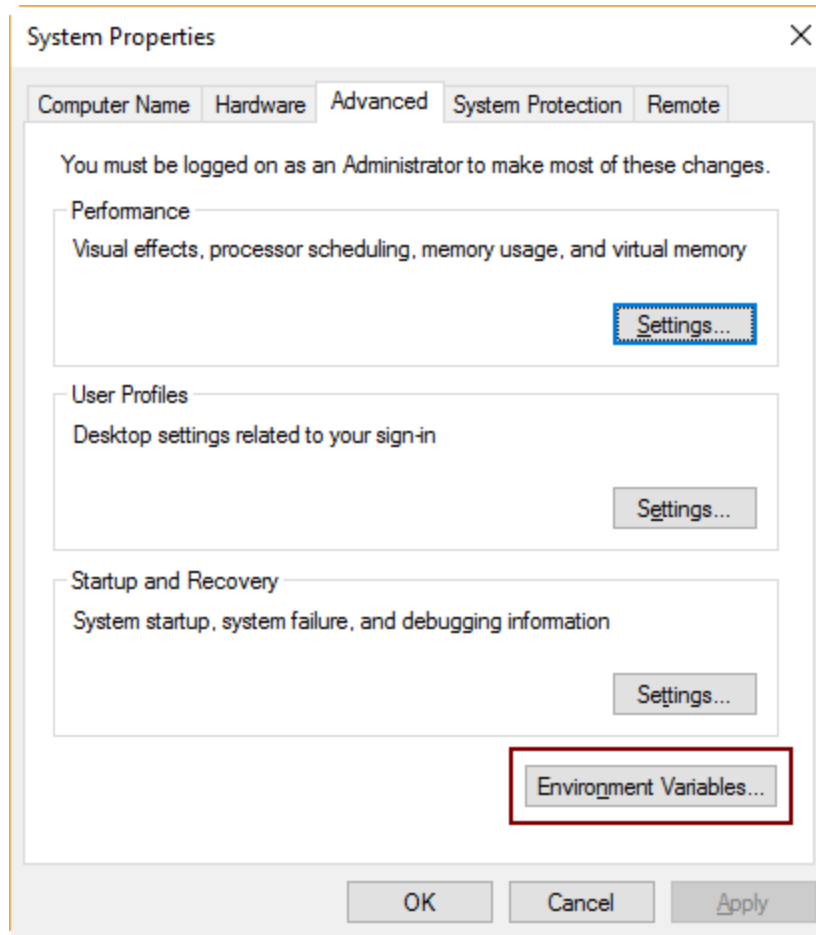 System Properties
Computer Name Hardware Advanced System Protection Remote
You must be logged on as an Administrator to make most of these changes.
Performance
Visual effects, processor scheduling, memory usage, and virtual memory
Settings...
User Profiles
Desktop settings related to your sign-in
Settings...
Startup and Recovery
System startup, system failure, and debugging information
Settings...
Environment Variables...
OK Cancel Apply